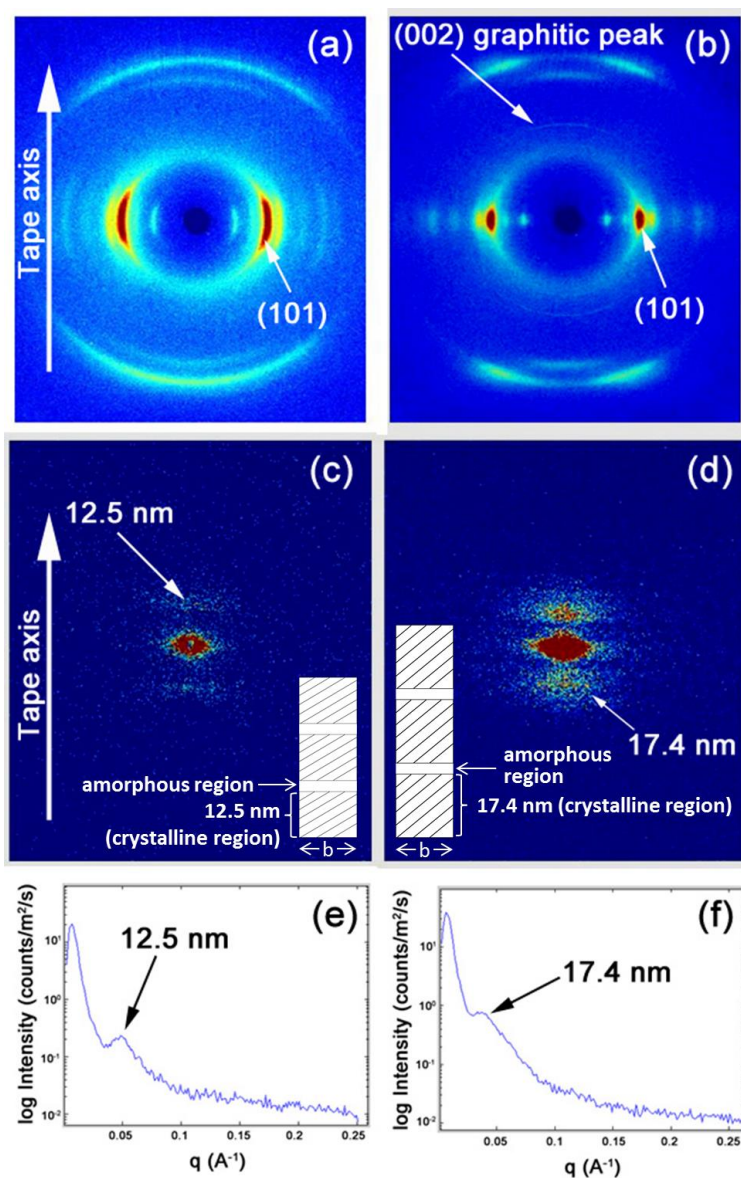 (a)
Tape axis
(101)
(002) graphitic peak
(b)
(101)
(c)
12.5 nm
Tape axis
amorphous region
12.5 nm
(crystalline region)
b
(d)
17.4 nm
amorphous
region
17.4 nm (crystalline region)
b
(e)
12.5 nm
log Intensity (counts/m²/s)
10¹
10⁰
10⁻¹
10⁻²
0.05 0.1 0.15 0.2 0.25
q (A⁻¹)
(f)
17.4 nm
log Intensity (counts/m²/s)
10¹
10⁰
10⁻¹
10⁻²
0.05 0.1 0.15 0.2 0.25
q (A⁻¹)